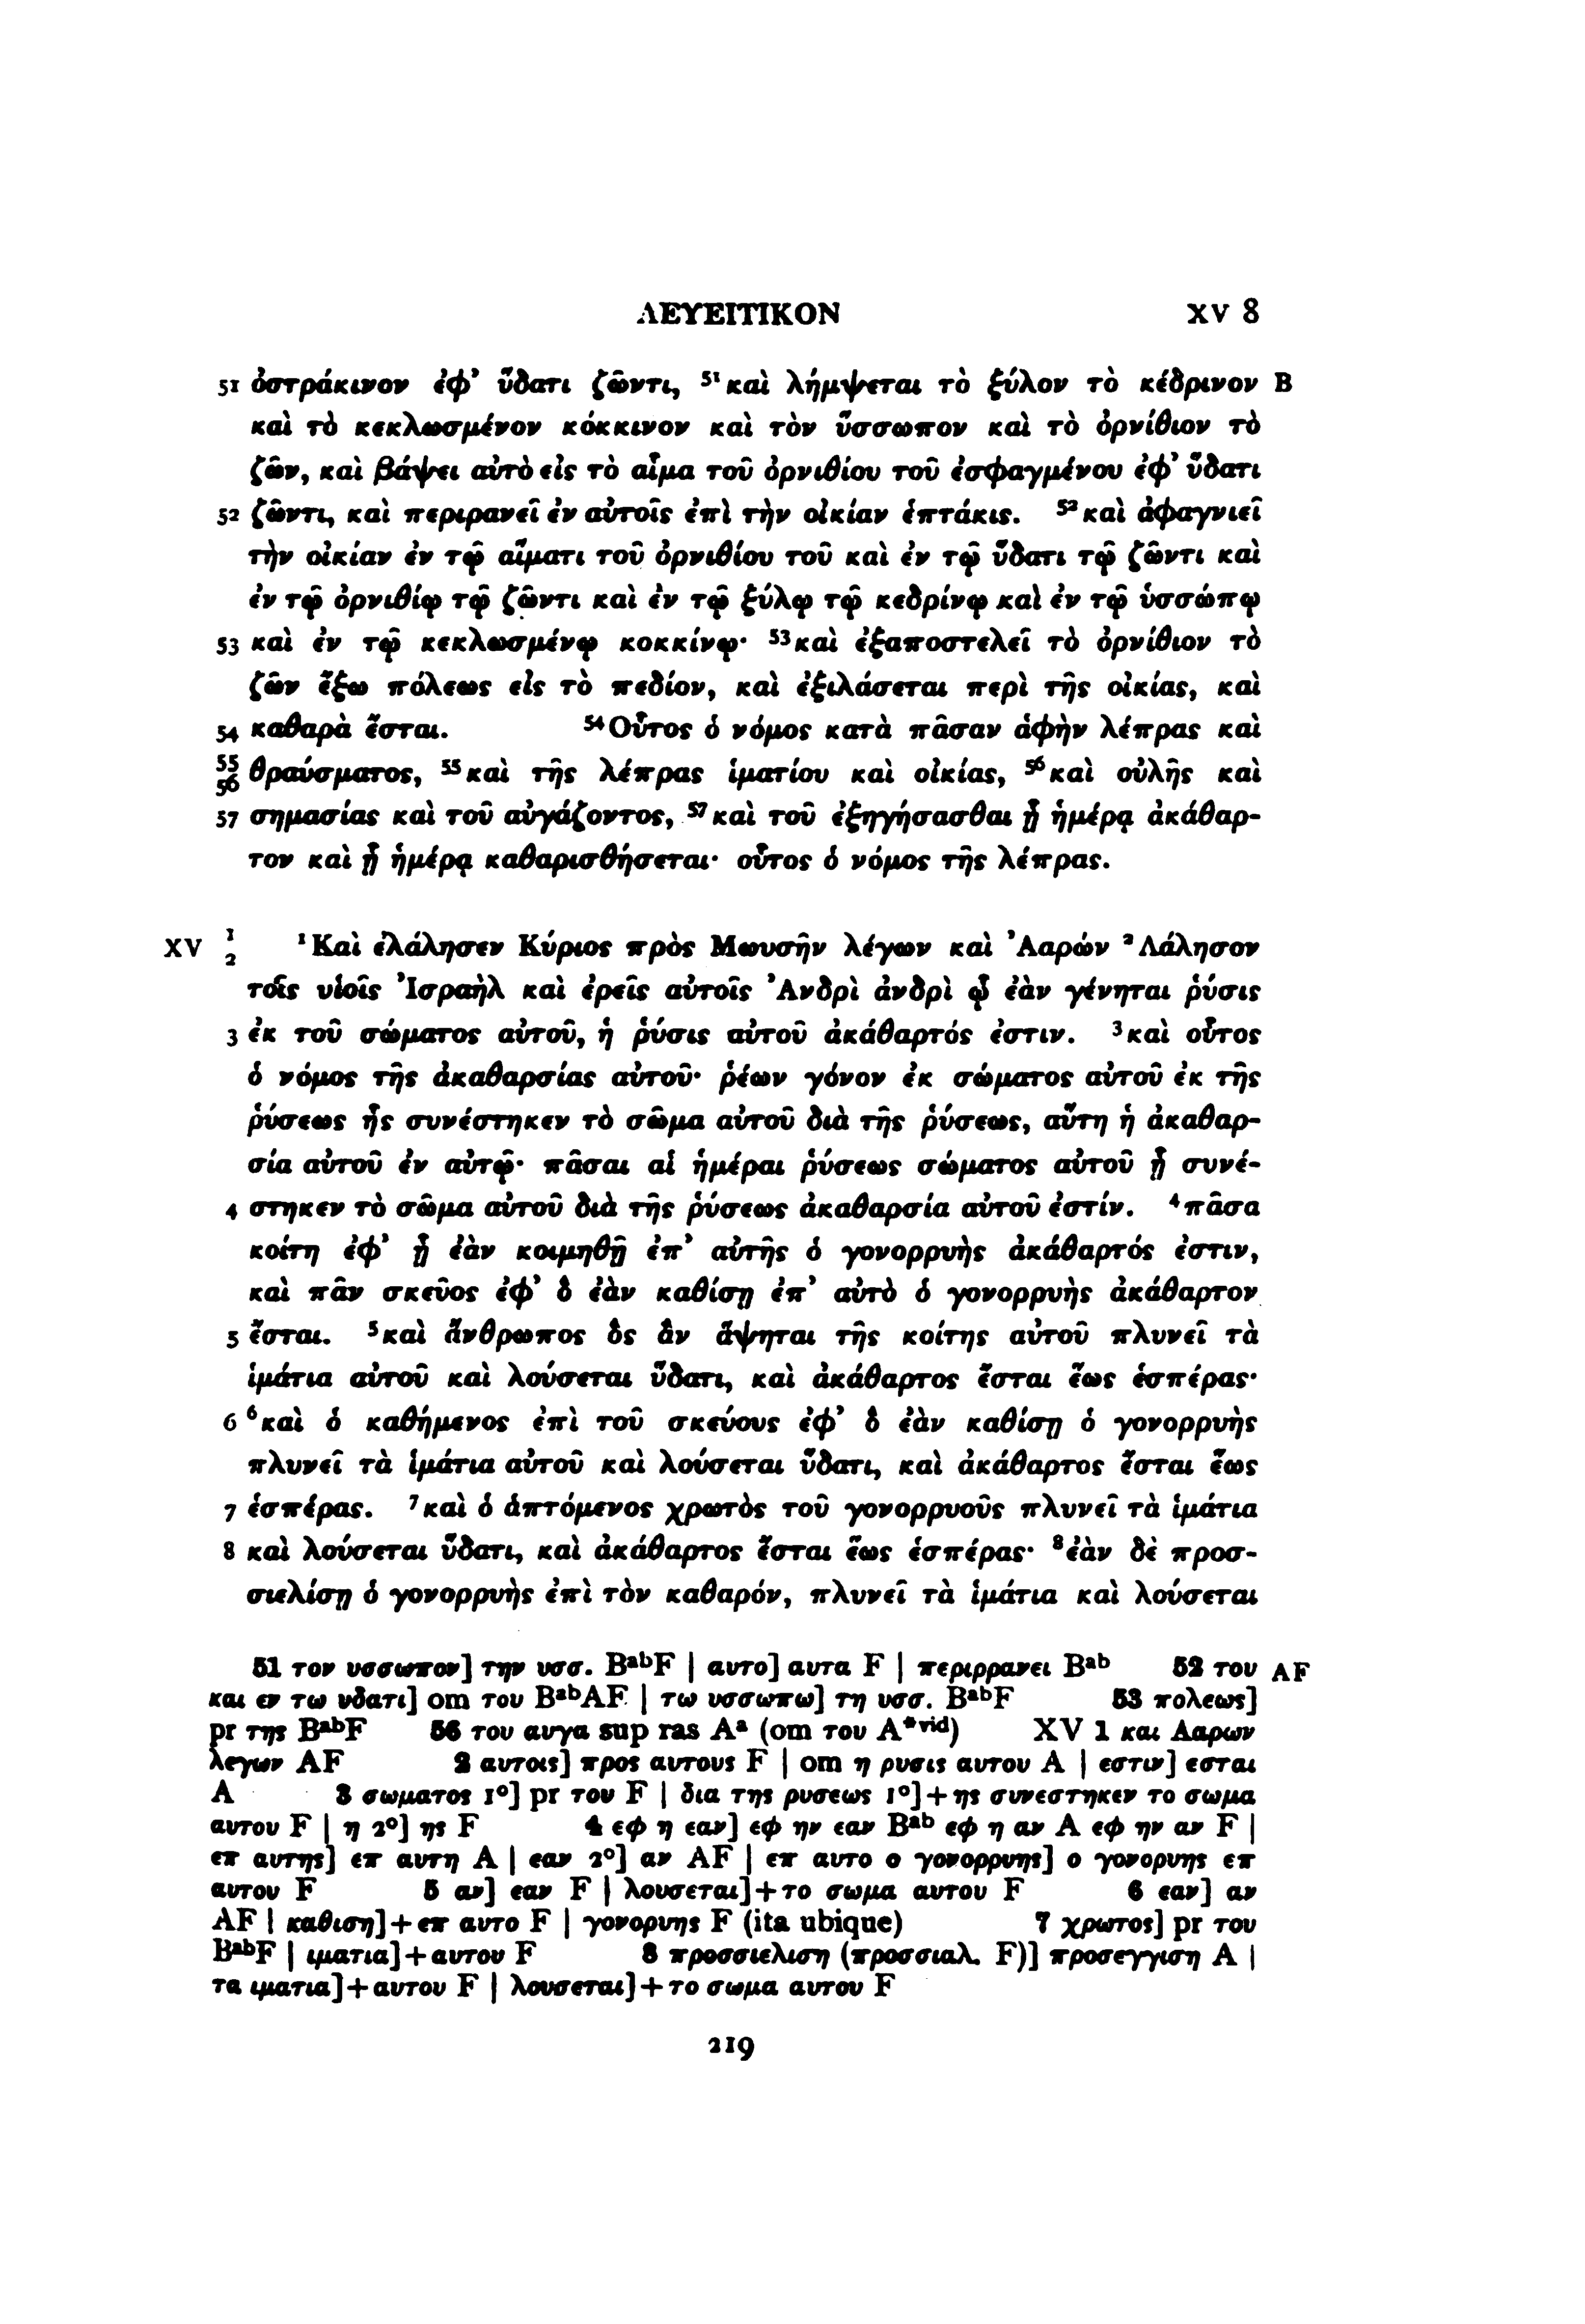 ΛΕΥΕΙΤΙΚΟΝ XV 8
51 ὀστράκινον ἐφ᾽ ὕδατι ζῶντι, ⁵¹καὶ λήμψεται τὸ ξύλον τὸ κέδρινον B
καὶ τὸ κεκλωσμένον κόκκινον καὶ τὸν ὕσσωπον καὶ τὸ ὀρνίθιον τὸ
ζῶν, καὶ βάψει αὐτὸ εἰς τὸ αἷμα τοῦ ὀρνιθίου τοῦ ἐσφαγμένου ἐφ᾽ ὕδατι
52 ζῶντι, καὶ περιρανεῖ ἐν αὐτοῖς ἐπὶ τὴν οἰκίαν ἑπτάκις. ⁵²καὶ ἀφαγνιεῖ
τὴν οἰκίαν ἐν τῷ αἵματι τοῦ ὀρνιθίου τοῦ καὶ ἐν τῷ ὕδατι τῷ ζῶντι καὶ
ἐν τῷ ὀρνιθίῳ τῷ ζῶντι καὶ ἐν τῷ ξύλῳ τῷ κεδρίνῳ καὶ ἐν τῷ ὑσσώπῳ
53 καὶ ἐν τῷ κεκλωσμένῳ κοκκίνῳ· ⁵³καὶ ἐξαποστελεῖ τὸ ὀρνίθιον τὸ
ζῶν ἔξω πόλεως εἰς τὸ πεδίον, καὶ ἐξιλάσεται περὶ τῆς οἰκίας, καὶ
54 καθαρὰ ἔσται. ⁵⁴Οὗτος ὁ νόμος κατὰ πᾶσαν ἁφὴν λέπρας καὶ
55 56 θραύσματος, ⁵⁵καὶ τῆς λέπρας ἱματίου καὶ οἰκίας, ⁵⁶καὶ οὐλῆς καὶ
57 σημασίας καὶ τοῦ αὐγάζοντος, ⁵⁷καὶ τοῦ ἐξηγήσασθαι ᾗ ἡμέρᾳ ἀκάθαρ-
τον καὶ ᾗ ἡμέρᾳ καθαρισθήσεται· οὗτος ὁ νόμος τῆς λέπρας.
XV 1 2 ¹Καὶ ἐλάλησεν Κύριος πρὸς Μωυσῆν λέγων καὶ Ἀαρών ²Λάλησον
τοῖς υἱοῖς Ἰσραὴλ καὶ ἐρεῖς αὐτοῖς Ἀνδρὶ ἀνδρὶ ᾧ ἐὰν γένηται ῥύσις
3 ἐκ τοῦ σώματος αὐτοῦ, ἡ ῥύσις αὐτοῦ ἀκάθαρτός ἐστιν. ³καὶ οὗτος
ὁ νόμος τῆς ἀκαθαρσίας αὐτοῦ· ῥέων γόνον ἐκ σώματος αὐτοῦ ἐκ τῆς
ῥύσεως ἧς συνέστηκεν τὸ σῶμα αὐτοῦ διὰ τῆς ῥύσεως, αὕτη ἡ ἀκαθαρ-
σία αὐτοῦ ἐν αὐτῷ· πᾶσαι αἱ ἡμέραι ῥύσεως σώματος αὐτοῦ ᾗ συνέ-
4 στηκεν τὸ σῶμα αὐτοῦ διὰ τῆς ῥύσεως ἀκαθαρσία αὐτοῦ ἐστίν. ⁴πᾶσα
κοίτη ἐφ᾽ ᾗ ἐὰν κοιμηθῇ ἐπ᾽ αὐτῆς ὁ γονορρυὴς ἀκάθαρτός ἐστιν,
καὶ πᾶν σκεῦος ἐφ᾽ ὃ ἐὰν καθίσῃ ἐπ᾽ αὐτὸ ὁ γονορρυὴς ἀκάθαρτον
5 ἔσται. ⁵καὶ ἄνθρωπος ὃς ἂν ἅψηται τῆς κοίτης αὐτοῦ πλυνεῖ τὰ
ἱμάτια αὐτοῦ καὶ λούσεται ὕδατι, καὶ ἀκάθαρτος ἔσται ἕως ἑσπέρας·
6 ⁶καὶ ὁ καθήμενος ἐπὶ τοῦ σκεύους ἐφ᾽ ὃ ἐὰν καθίσῃ ὁ γονορρυὴς
πλυνεῖ τὰ ἱμάτια αὐτοῦ καὶ λούσεται ὕδατι, καὶ ἀκάθαρτος ἔσται ἕως
7 ἑσπέρας. ⁷καὶ ὁ ἁπτόμενος χρωτὸς τοῦ γονορρυοῦς πλυνεῖ τὰ ἱμάτια
8 καὶ λούσεται ὕδατι, καὶ ἀκάθαρτος ἔσται ἕως ἑσπέρας· ⁸ἐὰν δὲ προσ-
σιελίσῃ ὁ γονορρυὴς ἐπὶ τὸν καθαρόν, πλυνεῖ τὰ ἱμάτια καὶ λούσεται
51 τον υσσωπον] την υσσ. BᵃᵇF | αυτο] αυτα F | περιρρανει Bᵃᵇ 52 του AF
και εν τω υδατι] om του BᵃᵇAF | τω υσσωπω] τη υσσ. BᵃᵇF 53 πολεως]
pr της BᵃᵇF 56 του αυγα sup ras Aᵃ (om του A*ᵛⁱᵈ) XV 1 και Ααρων
λεγων AF 2 αυτοις] προς αυτους F | om η ρυσις αυτου A | εστιν] εσται
A 3 σωματος 1°] pr του F | δια της ρυσεως 1°]+ης συνεστηκεν το σωμα
αυτου F | η 2°] ης F 4 εφ η εαν] εφ ην εαν Bᵃᵇ εφ η αν A εφ ην αν F |
επ αυτης] επ αυτη A | εαν 2°] αν AF | επ αυτο ο γονορρυης] ο γονορυης επ
αυτου F 5 αν] εαν F | λουσεται]+το σωμα αυτου F 6 εαν] αν
AF | καθιση]+επ αυτο F | γονορυης F (ita ubique) 7 χρωτος] pr του
BᵃᵇF | ιματια]+αυτου F 8 προσσιελιση (προσσιαλ. F)] προσεγγιση A |
τα ιματια]+αυτου F | λουσεται]+το σωμα αυτου F
219